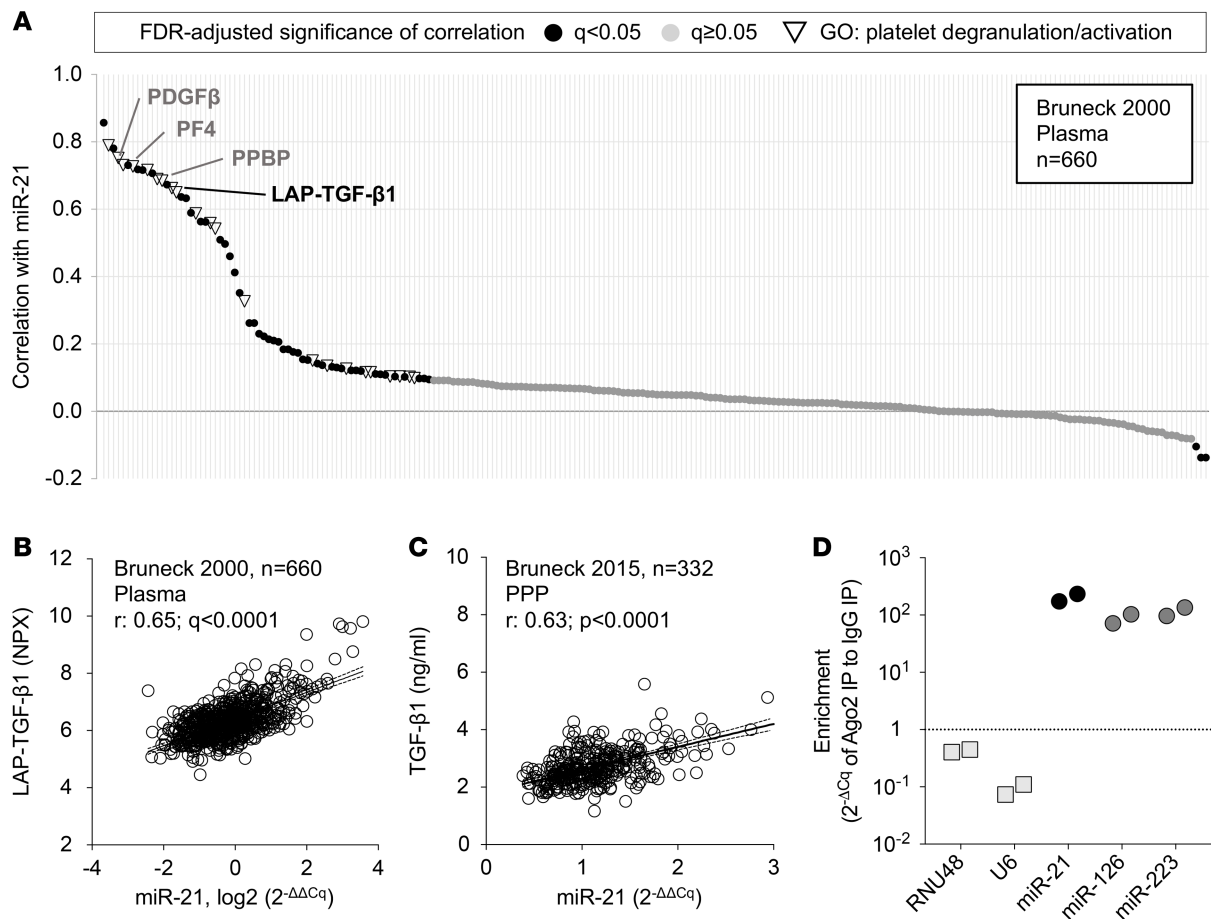 A
FDR-adjusted significance of correlation q<0.05 q≥0.05 GO: platelet degranulation/activation
Correlation with miR-21
1.0
0.8
0.6
0.4
0.2
0.0
-0.2
PDGFβ
PF4
PPBP
LAP-TGF-β1
Bruneck 2000
Plasma
n=660
B
LAP-TGF-β1 (NPX)
12
10
8
6
4
2
Bruneck 2000, n=660
Plasma
r: 0.65; q<0.0001
-4 -2 0 2 4
miR-21, log2 (2^-ΔΔCq)
C
TGF-β1 (ng/ml)
10
8
6
4
2
0
Bruneck 2015, n=332
PPP
r: 0.63; p<0.0001
0 1 2 3
miR-21 (2^-ΔΔCq)
D
Enrichment
(2^-ΔCq of Ago2 IP to IgG IP)
10^3
10^2
10^1
1
10^-1
10^-2
RNU48 U6 miR-21 miR-126 miR-223